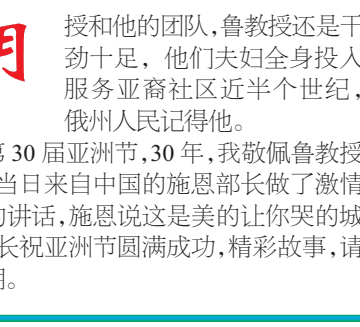 授和他的团队,鲁教授还是干
劲十足，他们夫妇全身投入
服务亚裔社区近半个世纪,
俄州人民记得他。
第 30 届亚洲节,30 年,我敬佩鲁教授
当日来自中国的施恩部长做了激情
的讲话,施恩说这是美的让你哭的城
长祝亚洲节圆满成功,精彩故事,请
期。